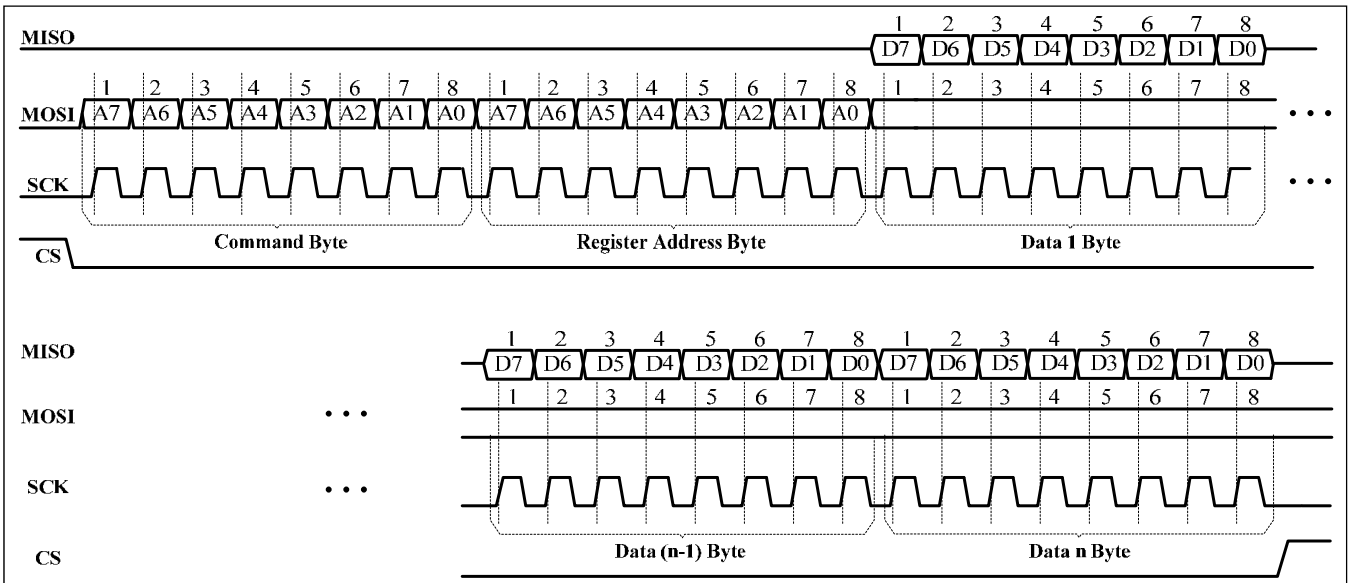 1 2 3 4 5 6 7 8
MISO D7 D6 D5 D4 D3 D2 D1 D0
1 2 3 4 5 6 7 8 1 2 3 4 5 6 7 8 1 2 3 4 5 6 7 8
MOSI A7 A6 A5 A4 A3 A2 A1 A0 A7 A6 A5 A4 A3 A2 A1 A0 • • •
SCK • • •
Command Byte Register Address Byte Data 1 Byte
CS
1 2 3 4 5 6 7 8 1 2 3 4 5 6 7 8
MISO D7 D6 D5 D4 D3 D2 D1 D0 D7 D6 D5 D4 D3 D2 D1 D0
1 2 3 4 5 6 7 8 1 2 3 4 5 6 7 8
MOSI • • •
SCK • • •
Data (n-1) Byte Data n Byte
CS